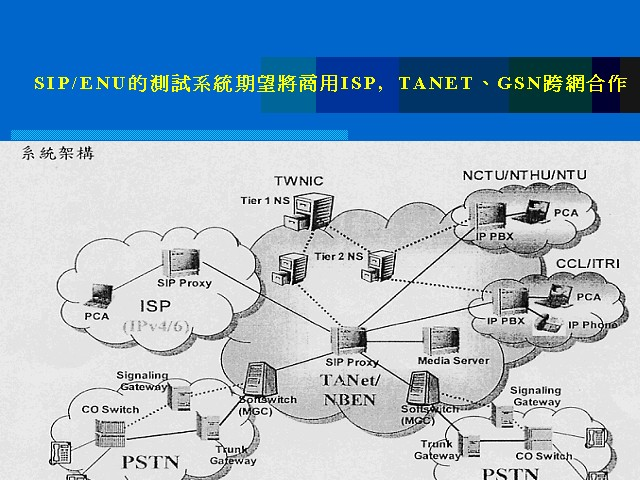 SIP/ENU的測試系統期望將商用ISP, TANET、GSN跨網合作
系統架構
TWNIC
NCTU/NTHU/NTU
Tier 1 NS
PCA
IP PBX
Tier 2 NS
CCL/ITRI
SIP Proxy
PCA
ISP
PCA
(IPv4/6)
IP PBX
IP Phone
SIP Proxy
Media Server
TANet/
NBEN
Signaling
Gateway
Softswitch
(MGC)
Softswitch
(MGC)
Signaling
Gateway
CO Switch
Trunk
Gateway
Trunk
Gateway
CO Switch
PSTN
PSTN